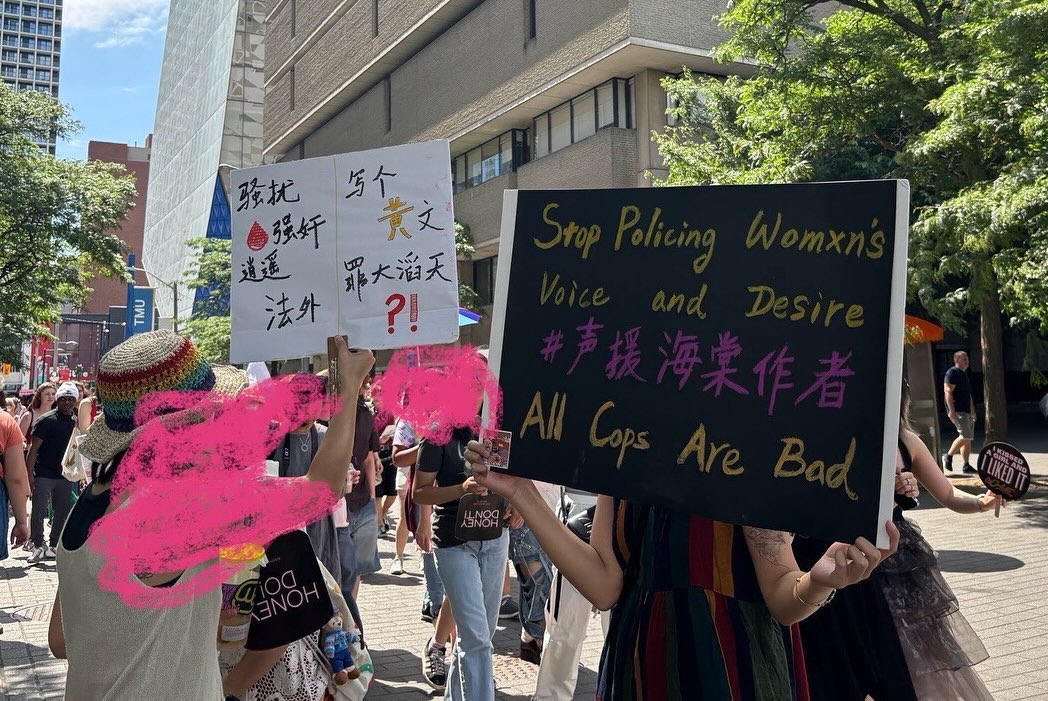 骚扰
强奸
逍遥
法外
写个
黄文
罪大滔天
?!
Stop Policing Womxn's
Voice and Desire
#声援海棠作者
All Cops Are Bad
TMU
HONEY
DON'T!
HONEY
DON'T!
I KISSED
A GIRL AND
I LIKED IT